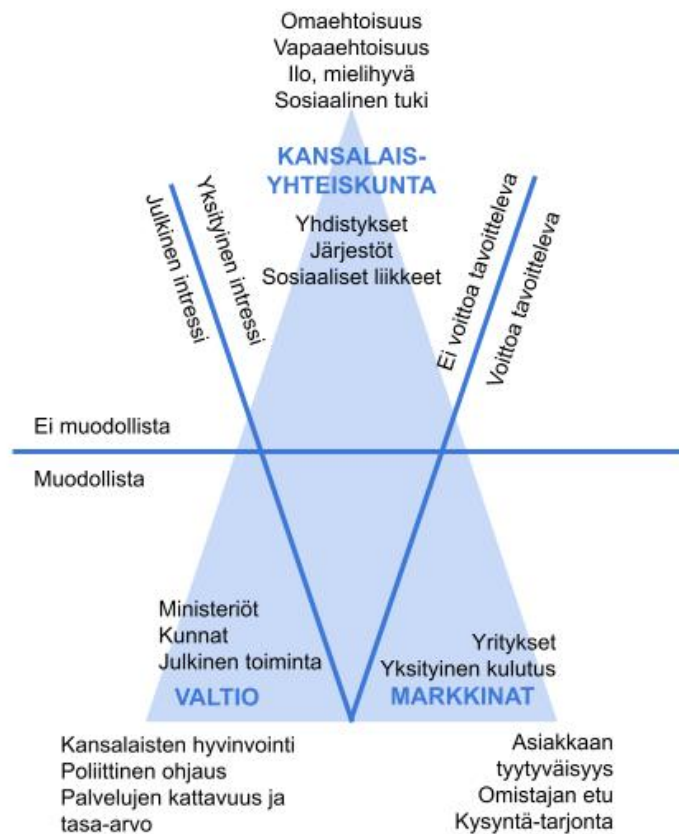 Omaehtoisuus
Vapaaehtoisuus
Ilo, mielihyvä
Sosiaalinen tuki
KANSALAIS-
YHTEISKUNTA
Yhdistykset
Järjestöt
Sosiaaliset liikkeet
Julkinen intressi
Yksityinen intressi
Ei voittoa tavoitteleva
Voittoa tavoitteleva
Ei muodollista
Muodollista
Ministeriöt
Kunnat
Julkinen toiminta
VALTIO
Yritykset
Yksityinen kulutus
MARKKINAT
Kansalaisten hyvinvointi
Poliittinen ohjaus
Palvelujen kattavuus ja
tasa-arvo
Asiakkaan
tyytyväisyys
Omistajan etu
Kysyntä-tarjonta